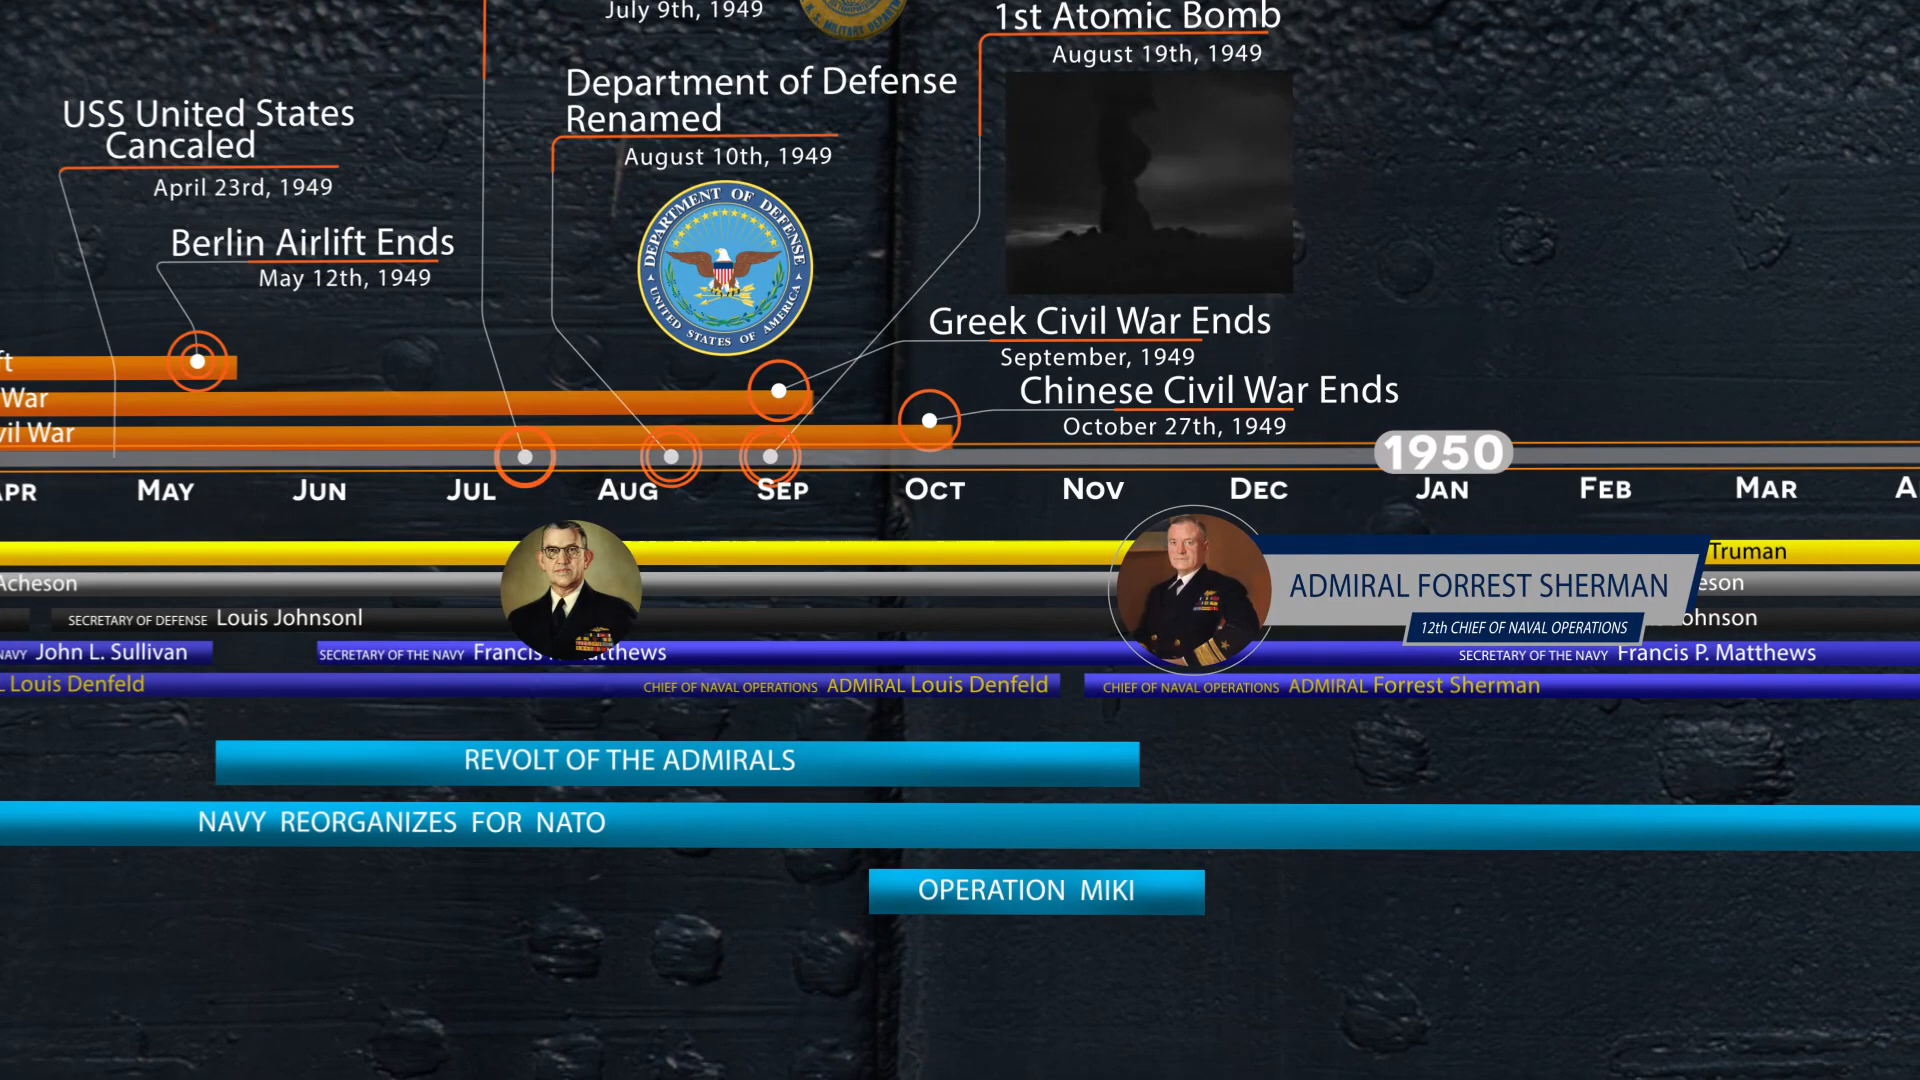 July 9th, 1949
1st Atomic Bomb
August 19th, 1949
Department of Defense
Renamed
August 10th, 1949
USS United States
Cancaled
April 23rd, 1949
DEPARTMENT OF DEFENSE
UNITED STATES OF AMERICA
Berlin Airlift Ends
May 12th, 1949
Greek Civil War Ends
September, 1949
Chinese Civil War Ends
October 27th, 1949
ft
War
vil War
1950
APR MAY JUN JUL AUG SEP OCT NOV DEC JAN FEB MAR A
Truman
Acheson
ADMIRAL FORREST SHERMAN
eson
SECRETARY OF DEFENSE Louis Johnsonl
12th CHIEF OF NAVAL OPERATIONS
ohnson
NAVY John L. Sullivan
SECRETARY OF THE NAVY Francis tthews
SECRETARY OF THE NAVY Francis P. Matthews
L Louis Denfeld
CHIEF OF NAVAL OPERATIONS ADMIRAL Louis Denfeld
CHIEF OF NAVAL OPERATIONS ADMIRAL Forrest Sherman
REVOLT OF THE ADMIRALS
NAVY REORGANIZES FOR NATO
OPERATION MIKI